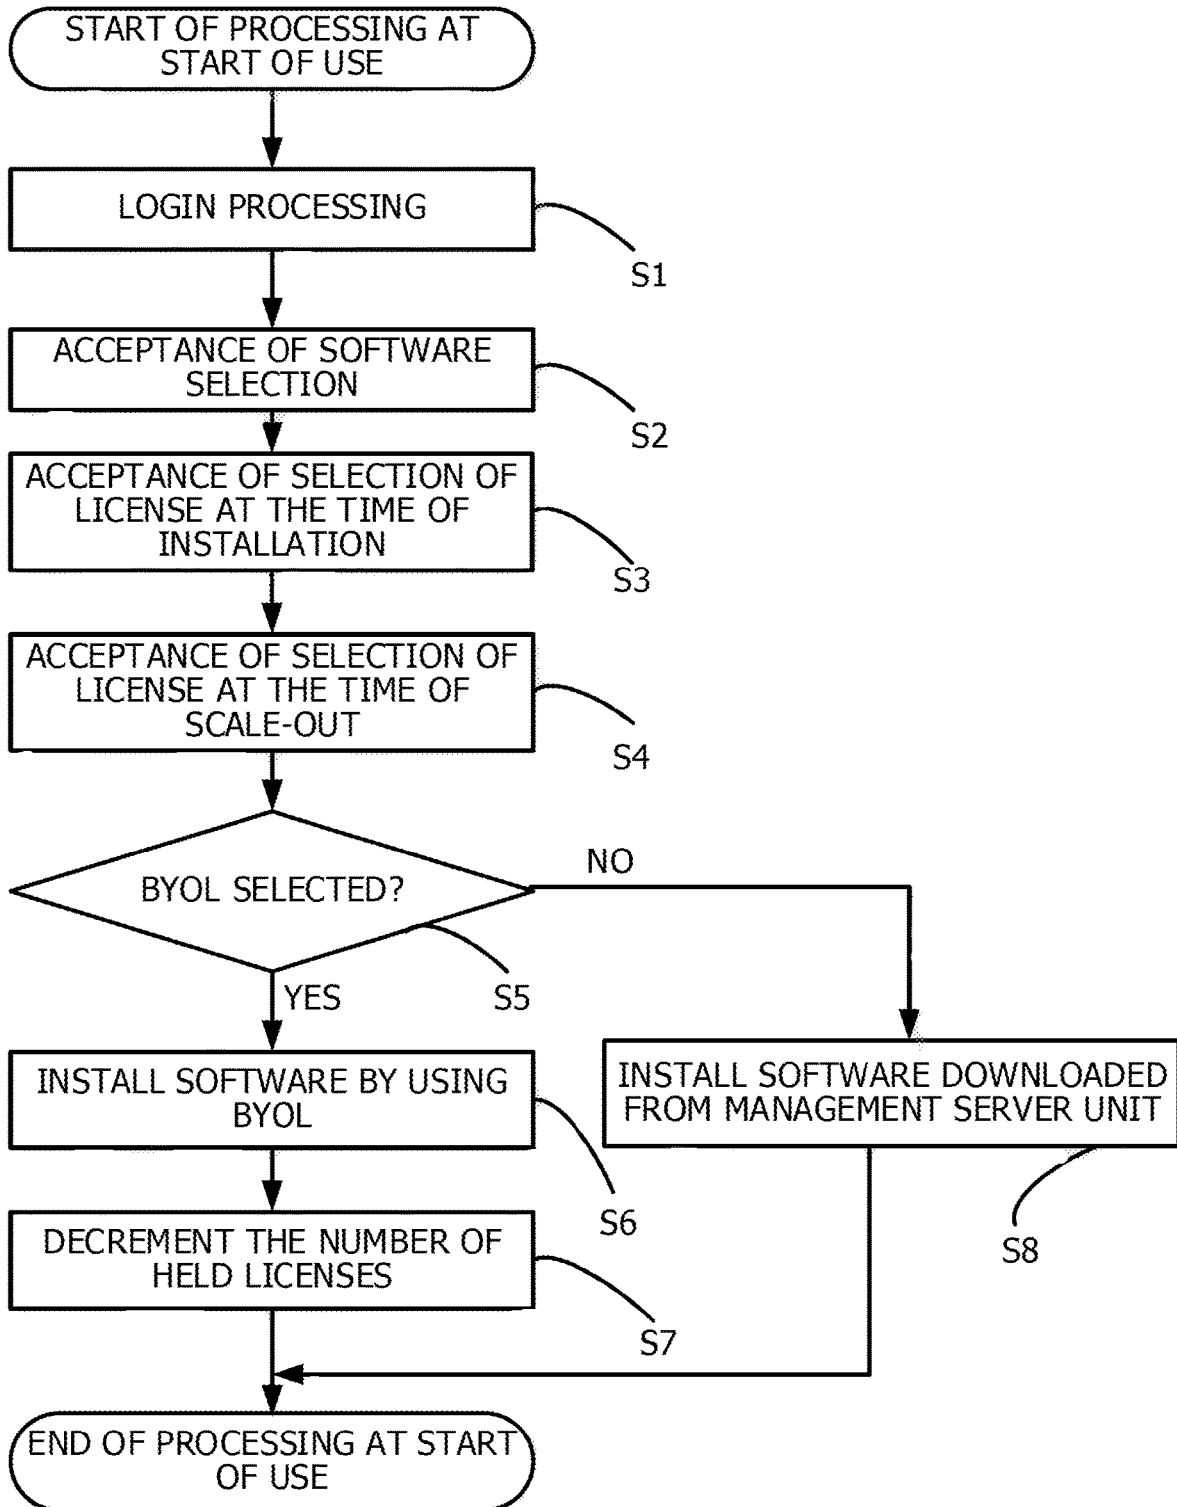 START OF PROCESSING AT
START OF USE
LOGIN PROCESSING
S1
ACCEPTANCE OF SOFTWARE
SELECTION
S2
ACCEPTANCE OF SELECTION OF
LICENSE AT THE TIME OF
INSTALLATION
S3
ACCEPTANCE OF SELECTION OF
LICENSE AT THE TIME OF
SCALE-OUT
S4
BYOL SELECTED?
NO
S5
YES
INSTALL SOFTWARE BY USING
BYOL
S6
INSTALL SOFTWARE DOWNLOADED
FROM MANAGEMENT SERVER UNIT
S8
DECREMENT THE NUMBER OF
HELD LICENSES
S7
END OF PROCESSING AT START
OF USE